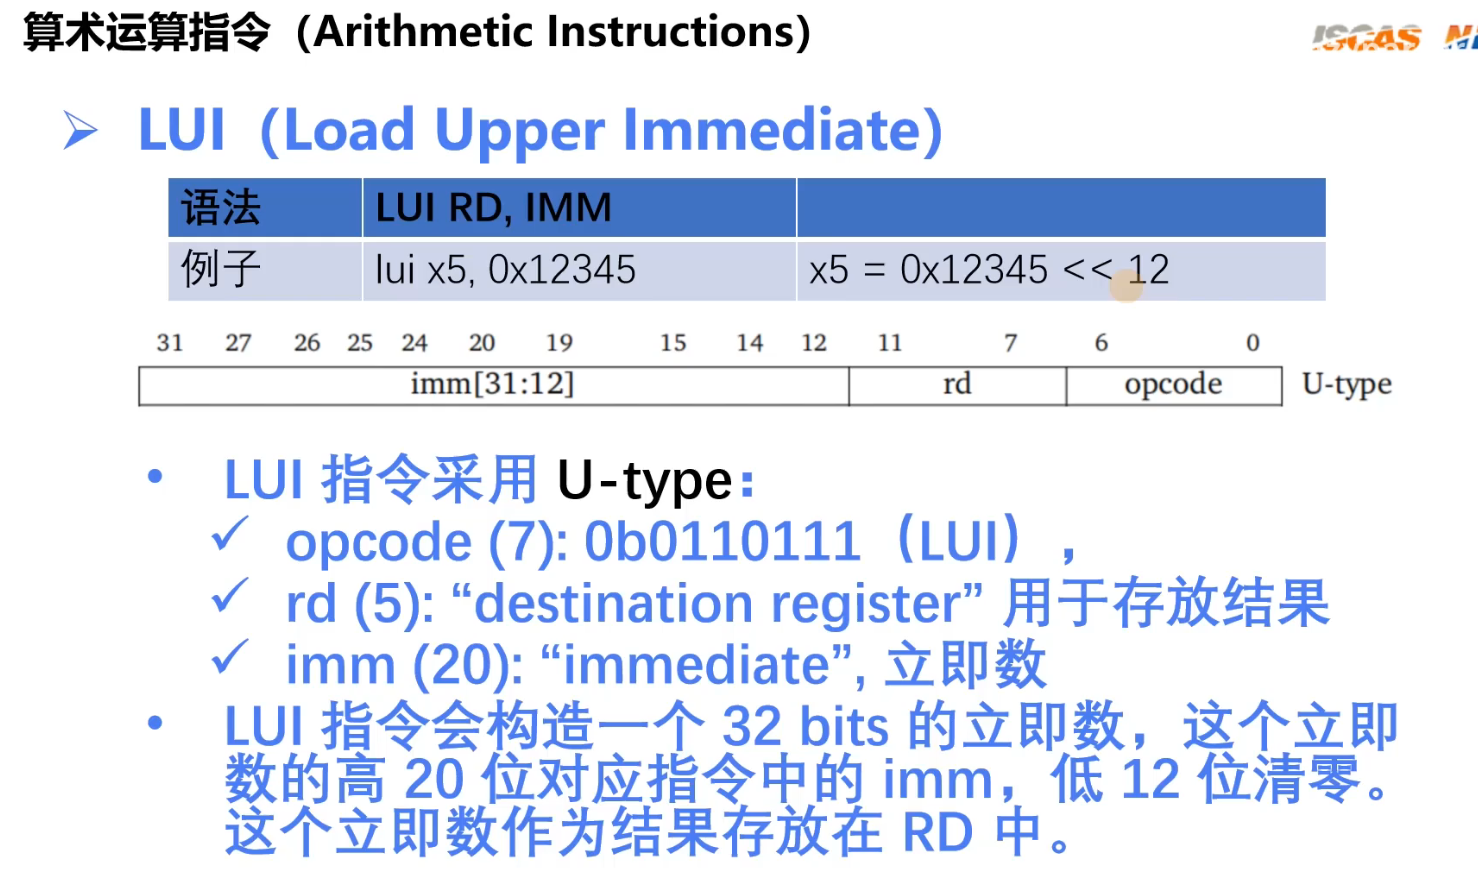 算术运算指令（Arithmetic Instructions）
ISCAS
➢ LUI（Load Upper Immediate）
语法 LUI RD, IMM
例子 lui x5, 0x12345 x5 = 0x12345 << 12
31 27 26 25 24 20 19 15 14 12 11 7 6 0
imm[31:12] rd opcode U-type
• LUI 指令采用 U-type：
✓ opcode (7): 0b0110111（LUI），
✓ rd (5): “destination register” 用于存放结果
✓ imm (20): “immediate”, 立即数
• LUI 指令会构造一个 32 bits 的立即数，这个立即
数的高 20 位对应指令中的 imm，低 12 位清零。
这个立即数作为结果存放在 RD 中。